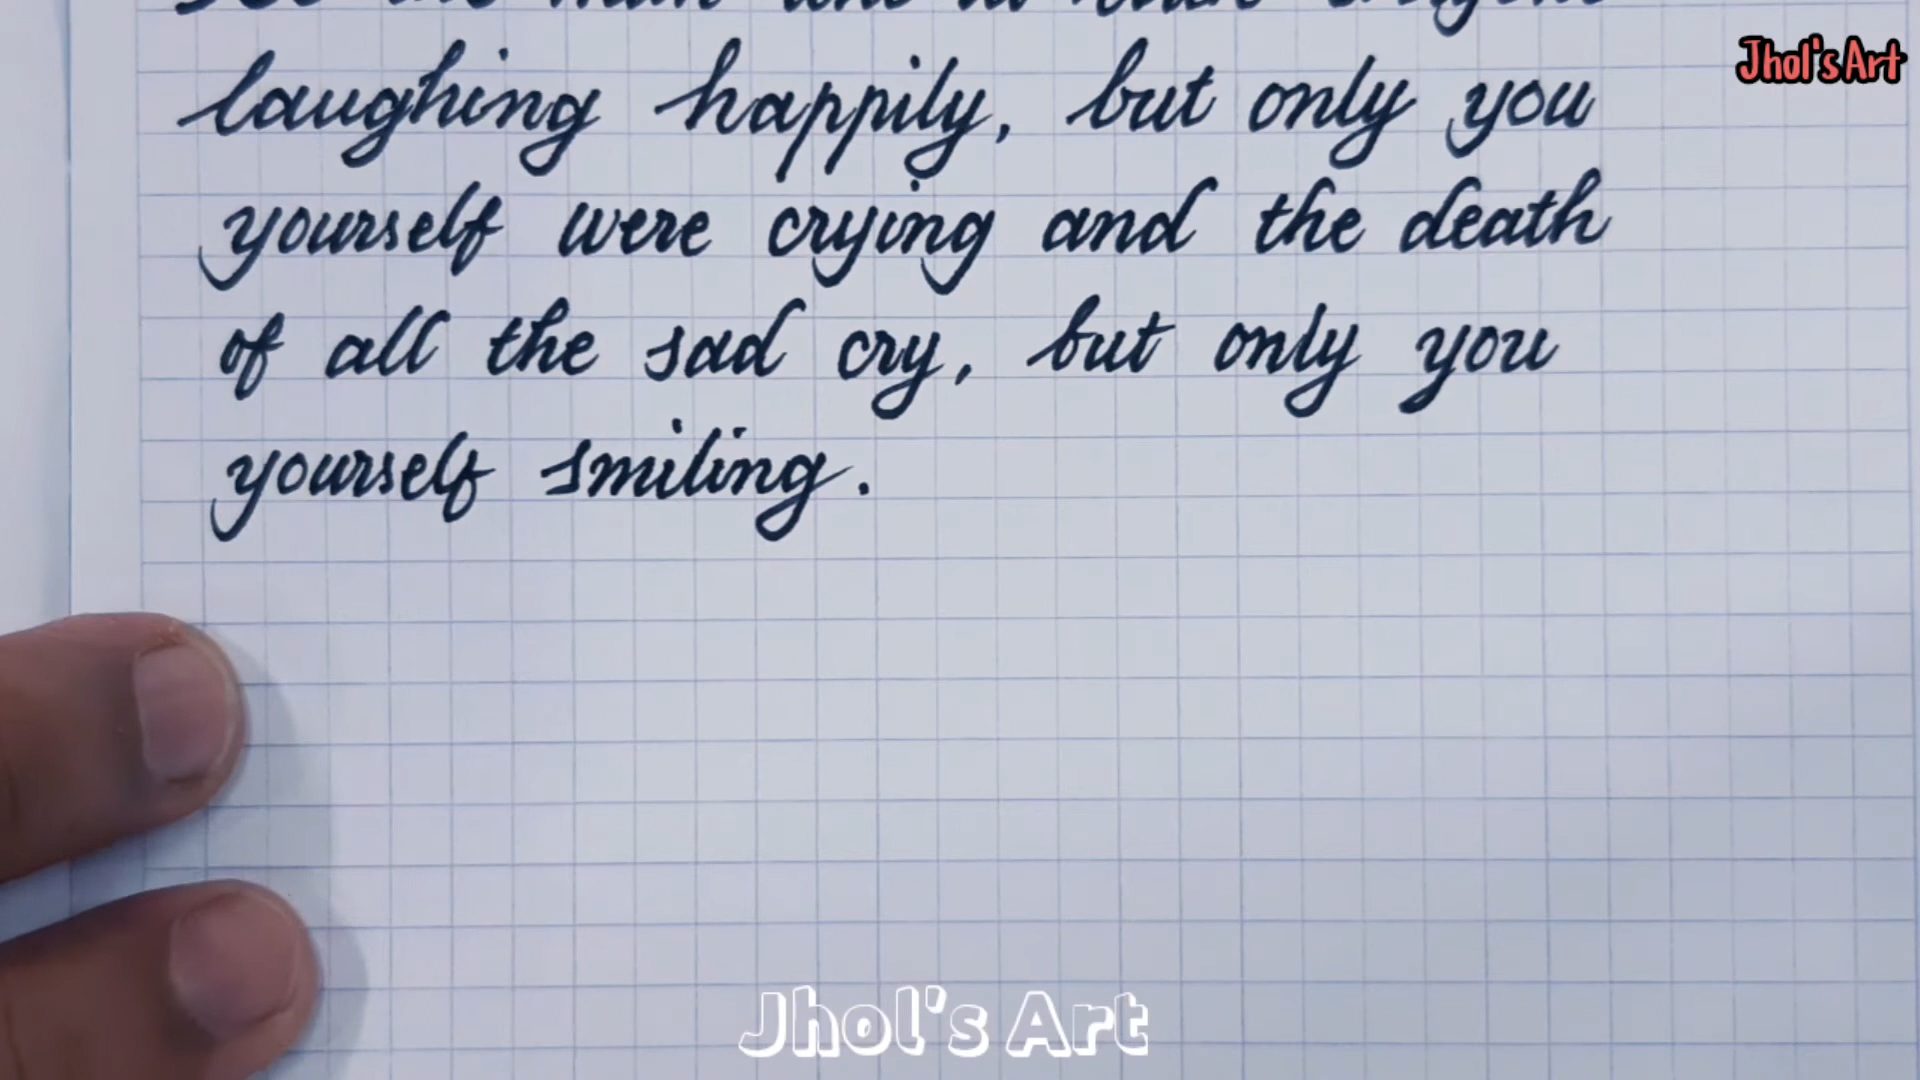 Jhol's Art
laughing happily, but only you
yourself were crying and the death
of all the sad cry, but only you
yourself smiling.
Jhol's Art